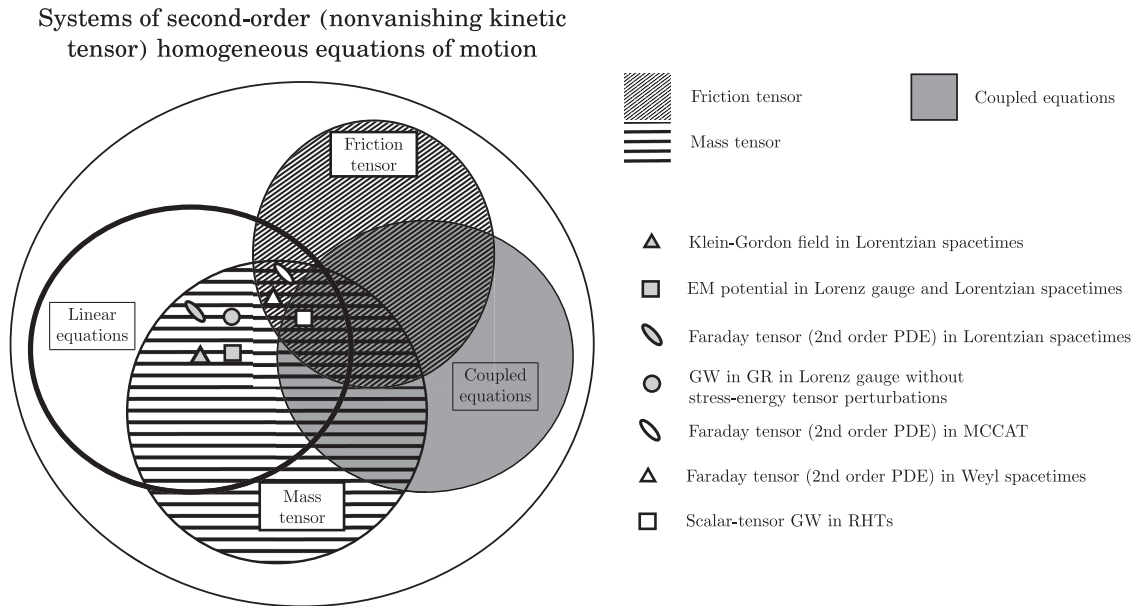 Systems of second-order (nonvanishing kinetic
tensor) homogeneous equations of motion
Friction
tensor
Linear
equations
Coupled
equations
Mass
tensor
Friction tensor
Coupled equations
Mass tensor
Klein-Gordon field in Lorentzian spacetimes
EM potential in Lorenz gauge and Lorentzian spacetimes
Faraday tensor (2nd order PDE) in Lorentzian spacetimes
GW in GR in Lorenz gauge without
stress-energy tensor perturbations
Faraday tensor (2nd order PDE) in MCCAT
Faraday tensor (2nd order PDE) in Weyl spacetimes
Scalar-tensor GW in RHTs